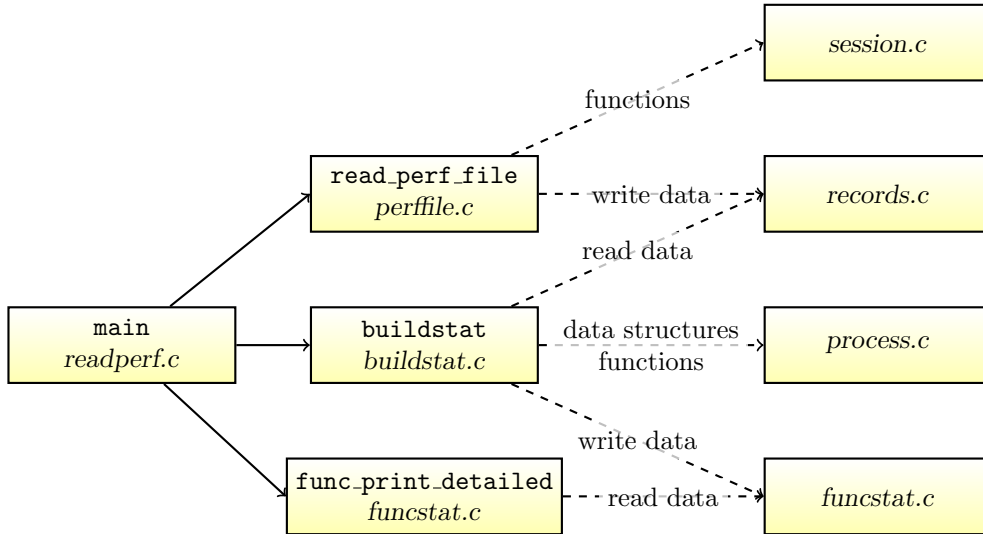 session.c
functions
read_perf_file
perffile.c
write data
records.c
read data
main
readperf.c
buildstat
buildstat.c
data structures
functions
process.c
write data
func_print_detailed
funcstat.c
read data
funcstat.c